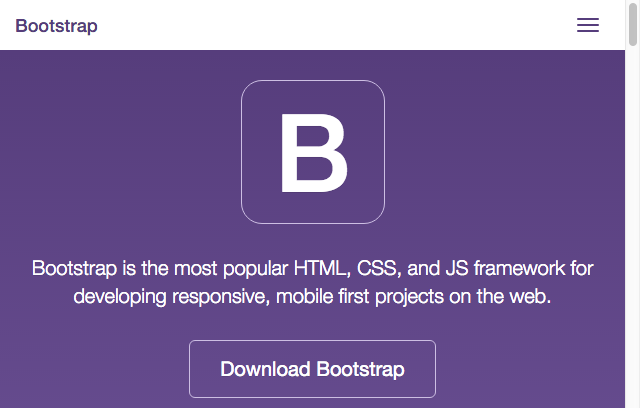 Bootstrap
B
Bootstrap is the most popular HTML, CSS, and JS framework for
developing responsive, mobile first projects on the web.
Download Bootstrap